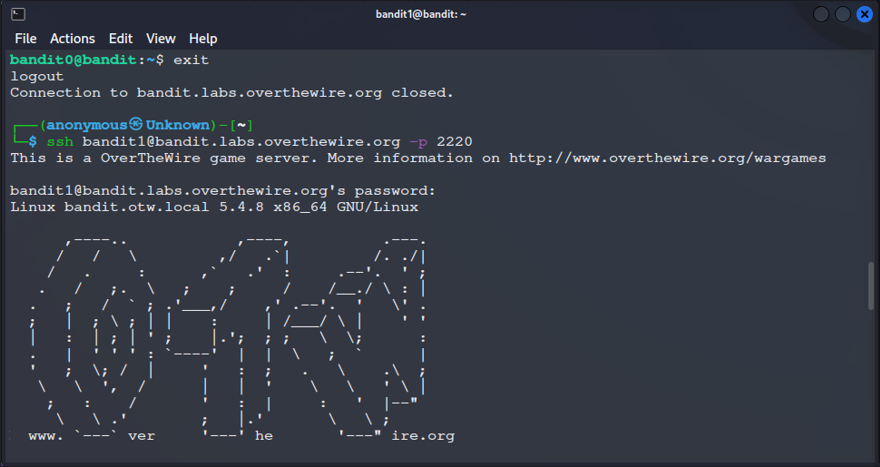 bandit1@bandit: ~
File Actions Edit View Help
bandit0@bandit:~$ exit
logout
Connection to bandit.labs.overthewire.org closed.
┌──(anonymous㉿Unknown)-[~]
└─$ ssh bandit1@bandit.labs.overthewire.org -p 2220
This is a OverTheWire game server. More information on http://www.overthewire.org/wargames
bandit1@bandit.labs.overthewire.org's password:
Linux bandit.otw.local 5.4.8 x86_64 GNU/Linux
      ,----..            ,----,          .---.
     /   /   \         ,/   .`|         /. ./|
    /   .     :      ,`   .'  :     .--'.  ' ;
   .   /   ;.  \   ;    ;     /    /__./ \ : |
  .   ;   /  ` ; .'___,/    ,' .--'.  '   \' .
  ;   |  ; \ ; | |    :     | /___/ \ |    ' '
  |   :  | ; | ' ;    |.';  ; ;   \  \;      :
  .   |  ' ' ' : `----'  |  |  \   ;  `      |
  '   ;  \; /  |     '   :  ;   .   \    .\  ;
   \   \  ',  /      |   |  '    \   \   ' \ |
    ;   :    /       '   :  |     :   '  |--"
     \   \ .'        ;   |.'       \   \ ;
  www. `---` ver     '---' he       '---" ire.org